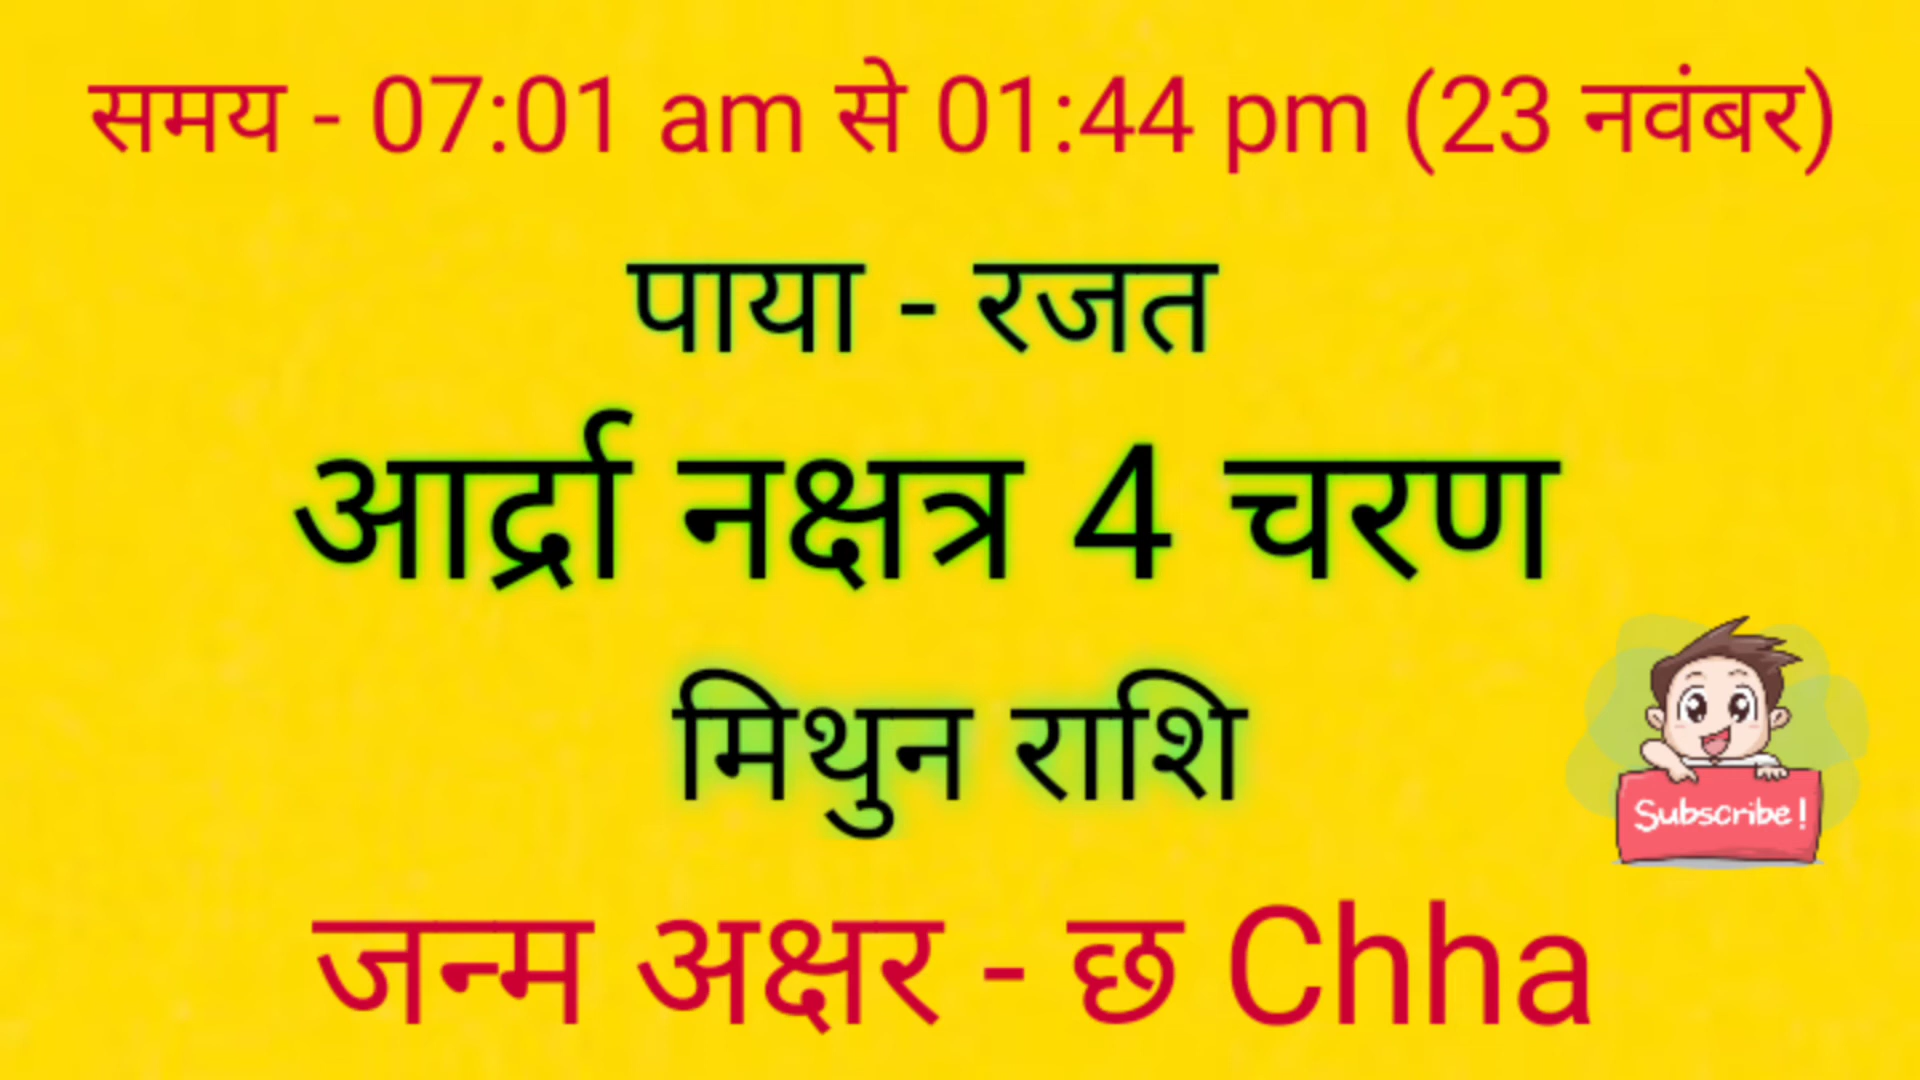 समय - 07:01 am से 01:44 pm (23 नवंबर)
पाया - रजत
आर्द्रा नक्षत्र 4 चरण
मिथुन राशि
Subscribe!
जन्म अक्षर - छ Chha